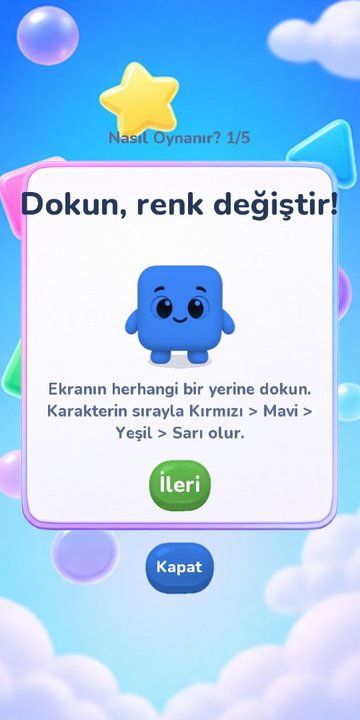 Nasıl Oynanır? 1/5
Dokun, renk değiştir!
Ekranın herhangi bir yerine dokun.
Karakterin sırayla Kırmızı > Mavi >
Yeşil > Sarı olur.
İleri
Kapat